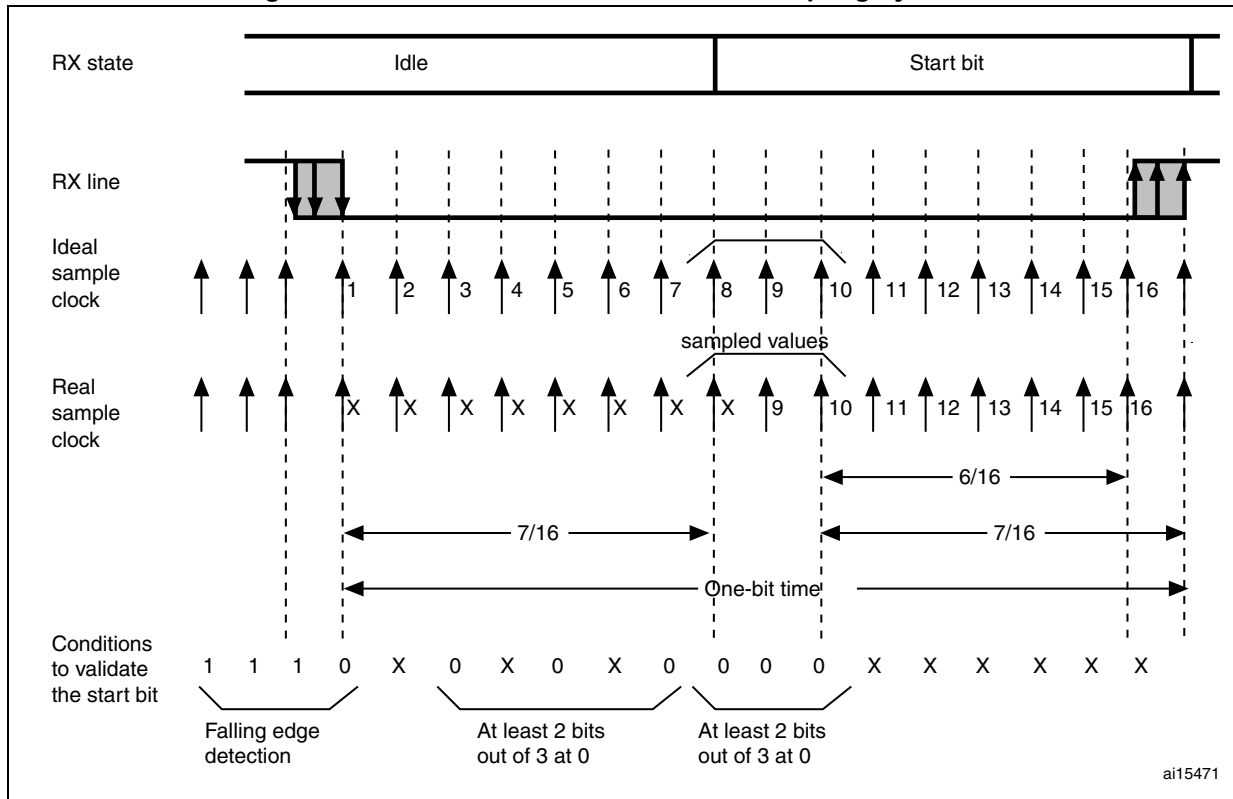 RX state
Idle
Start bit
RX line
Ideal
sample
clock
1 2 3 4 5 6 7 8 9 10 11 12 13 14 15 16
sampled values
Real
sample
clock
X X X X X X X X 9 10 11 12 13 14 15 16
6/16
7/16
7/16
One-bit time
Conditions
to validate
the start bit
1 1 1 0 X 0 X 0 X 0 0 0 0 X X X X X X
Falling edge
detection
At least 2 bits
out of 3 at 0
At least 2 bits
out of 3 at 0
ai15471